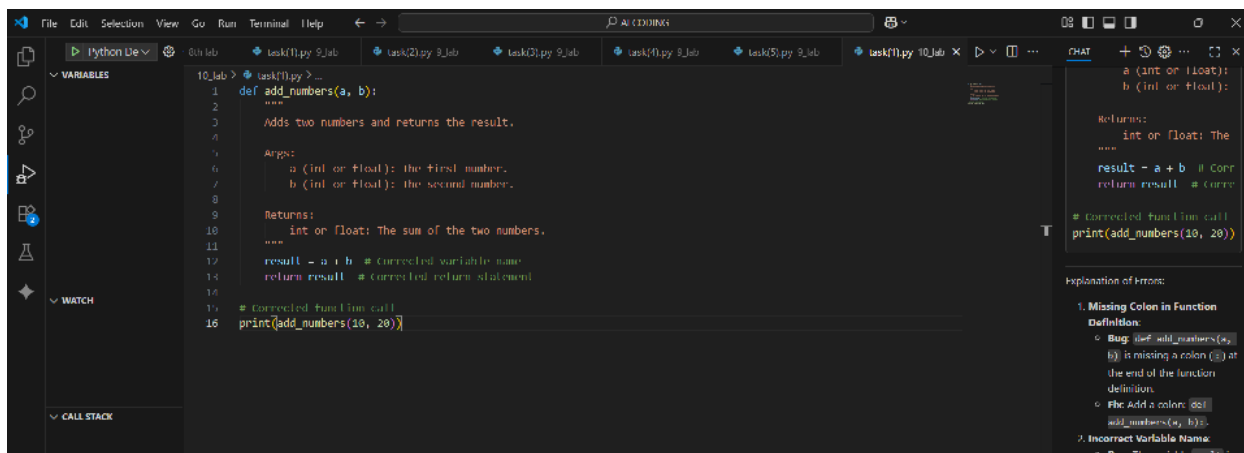 File Edit Selection View Go Run Terminal Help
AI CODING
Python De
8th lab
task(1).py 9_lab
task(2).py 9_lab
task(3).py 9_lab
task(4).py 9_lab
task(5).py 9_lab
task(1).py 10_lab
VARIABLES
10_lab > task(1).py > ...
1 def add_numbers(a, b):
2 """
3 Adds two numbers and returns the result.
4
5 Args:
6 a (int or float): The first number.
7 b (int or float): The second number.
8
9 Returns:
10 int or float: The sum of the two numbers.
11 """
12 result = a + b # Corrected variable name
13 return result # Corrected return statement
14
15 # Corrected function call
16 print(add_numbers(10, 20))
WATCH
CALL STACK
2
CHAT
a (int or float):
b (int or float):
Returns:
int or float: The
"""
result = a + b # Corr
return result # Corre
# Corrected function call
print(add_numbers(10, 20))
Explanation of Errors:
1. Missing Colon in Function
Definition:
Bug: def add_numbers(a,
b) is missing a colon (:) at
the end of the function
definition.
Fix: Add a colon: def
add_numbers(a, b):.
2. Incorrect Variable Name: